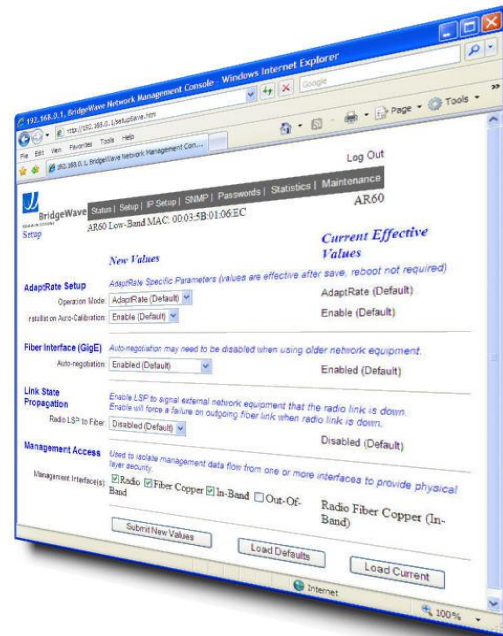 192.168.0.1, BridgeWave Network Management Console - Windows Internet Explorer
http://192.168.0.1/setupSave.htm
Google
File Edit View Favorites Tools Help
192.168.0.1, BridgeWave Network Management Con...
Page Tools
Log Out
BridgeWave
Status | Setup | IP Setup | SNMP | Passwords | Statistics | Maintenance
Setup
AR60 Low-Band MAC: 00:03:5B:01:06:EC
AR60
New Values
Current Effective Values
AdaptRate Setup
AdaptRate Specific Parameters (values are effective after save, reboot not required)
Operation Mode: AdaptRate (Default)
AdaptRate (Default)
Auto-Calibration: Enable (Default)
Enable (Default)
Fiber Interface (GigE)
Auto-negotiation may need to be disabled when using older network equipment.
Auto-negotiation: Enabled (Default)
Enabled (Default)
Link State Propagation
Enable LSP to signal external network equipment that the radio link is down.
Enable will force a failure on outgoing fiber link when radio link is down.
Radio LSP to Fiber: Disabled (Default)
Disabled (Default)
Management Access
Used to isolate management data flow from one or more interfaces to provide physical
layer security.
Management Interface(s): Radio Fiber Copper In-Band Out-Of-Band
Radio Fiber Copper (In-Band)
Submit New Values
Load Defaults
Load Current
Internet
100%